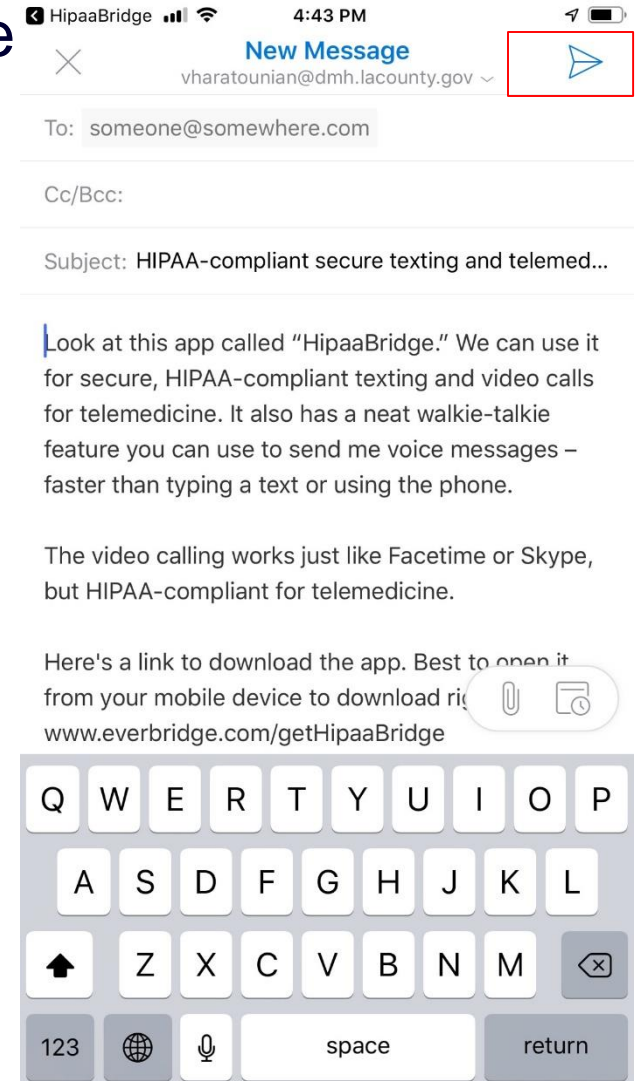 HipaaBridge 4:43 PM
e
New Message
vharatounian@dmh.lacounty.gov
To: someone@somewhere.com
Cc/Bcc:
Subject: HIPAA-compliant secure texting and telemed...
Look at this app called “HipaaBridge.” We can use it
for secure, HIPAA-compliant texting and video calls
for telemedicine. It also has a neat walkie-talkie
feature you can use to send me voice messages –
faster than typing a text or using the phone.
The video calling works just like Facetime or Skype,
but HIPAA-compliant for telemedicine.
Here's a link to download the app. Best to open it
from your mobile device to download
www.everbridge.com/getHipaaBridge
Q W E R T Y U I O P
A S D F G H J K L
Z X C V B N M
123 space return